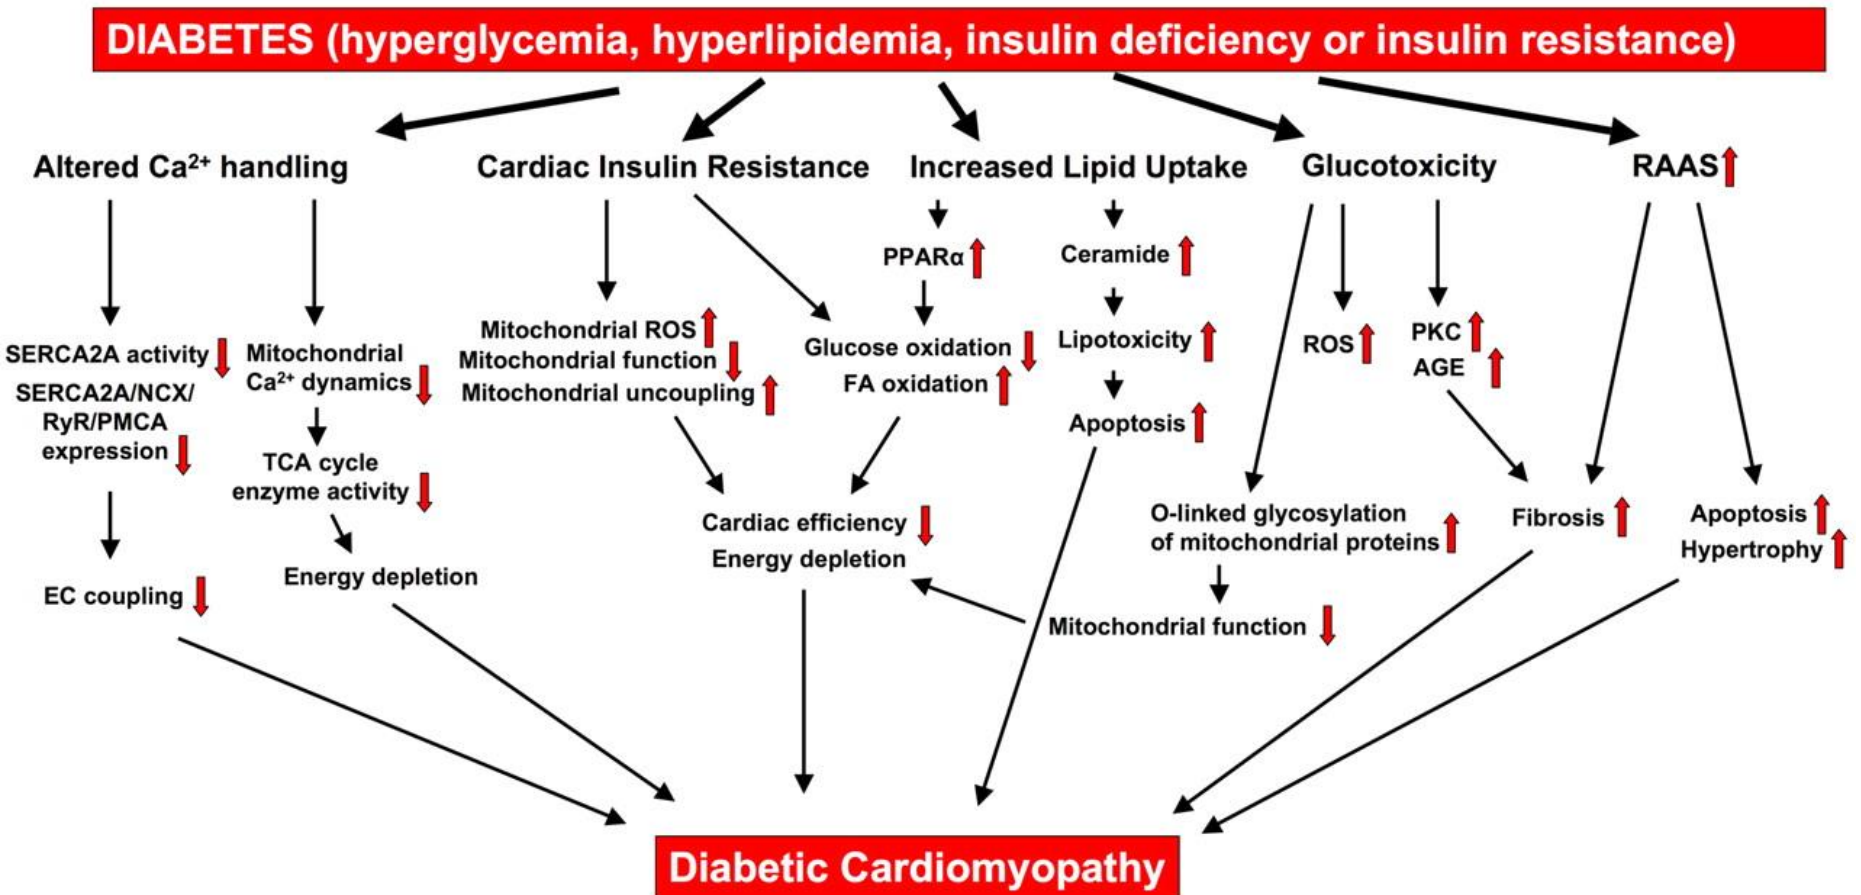 DIABETES (hyperglycemia, hyperlipidemia, insulin deficiency or insulin resistance)
Altered Ca²⁺ handling
Cardiac Insulin Resistance
Increased Lipid Uptake
Glucotoxicity
RAAS
SERCA2A activity
SERCA2A/NCX/
RyR/PMCA
expression
EC coupling
Mitochondrial
Ca²⁺ dynamics
TCA cycle
enzyme activity
Energy depletion
Mitochondrial ROS
Mitochondrial function
Mitochondrial uncoupling
PPARα
Glucose oxidation
FA oxidation
Cardiac efficiency
Energy depletion
Ceramide
Lipotoxicity
Apoptosis
ROS
PKC
AGE
O-linked glycosylation
of mitochondrial proteins
Mitochondrial function
Fibrosis
Apoptosis
Hypertrophy
Diabetic Cardiomyopathy